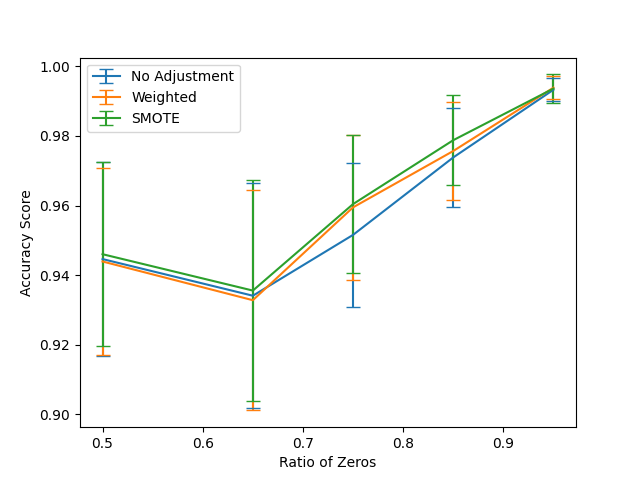 No Adjustment
Weighted
SMOTE
1.00
0.98
0.96
0.94
0.92
0.90
Accuracy Score
0.5
0.6
0.7
0.8
0.9
Ratio of Zeros